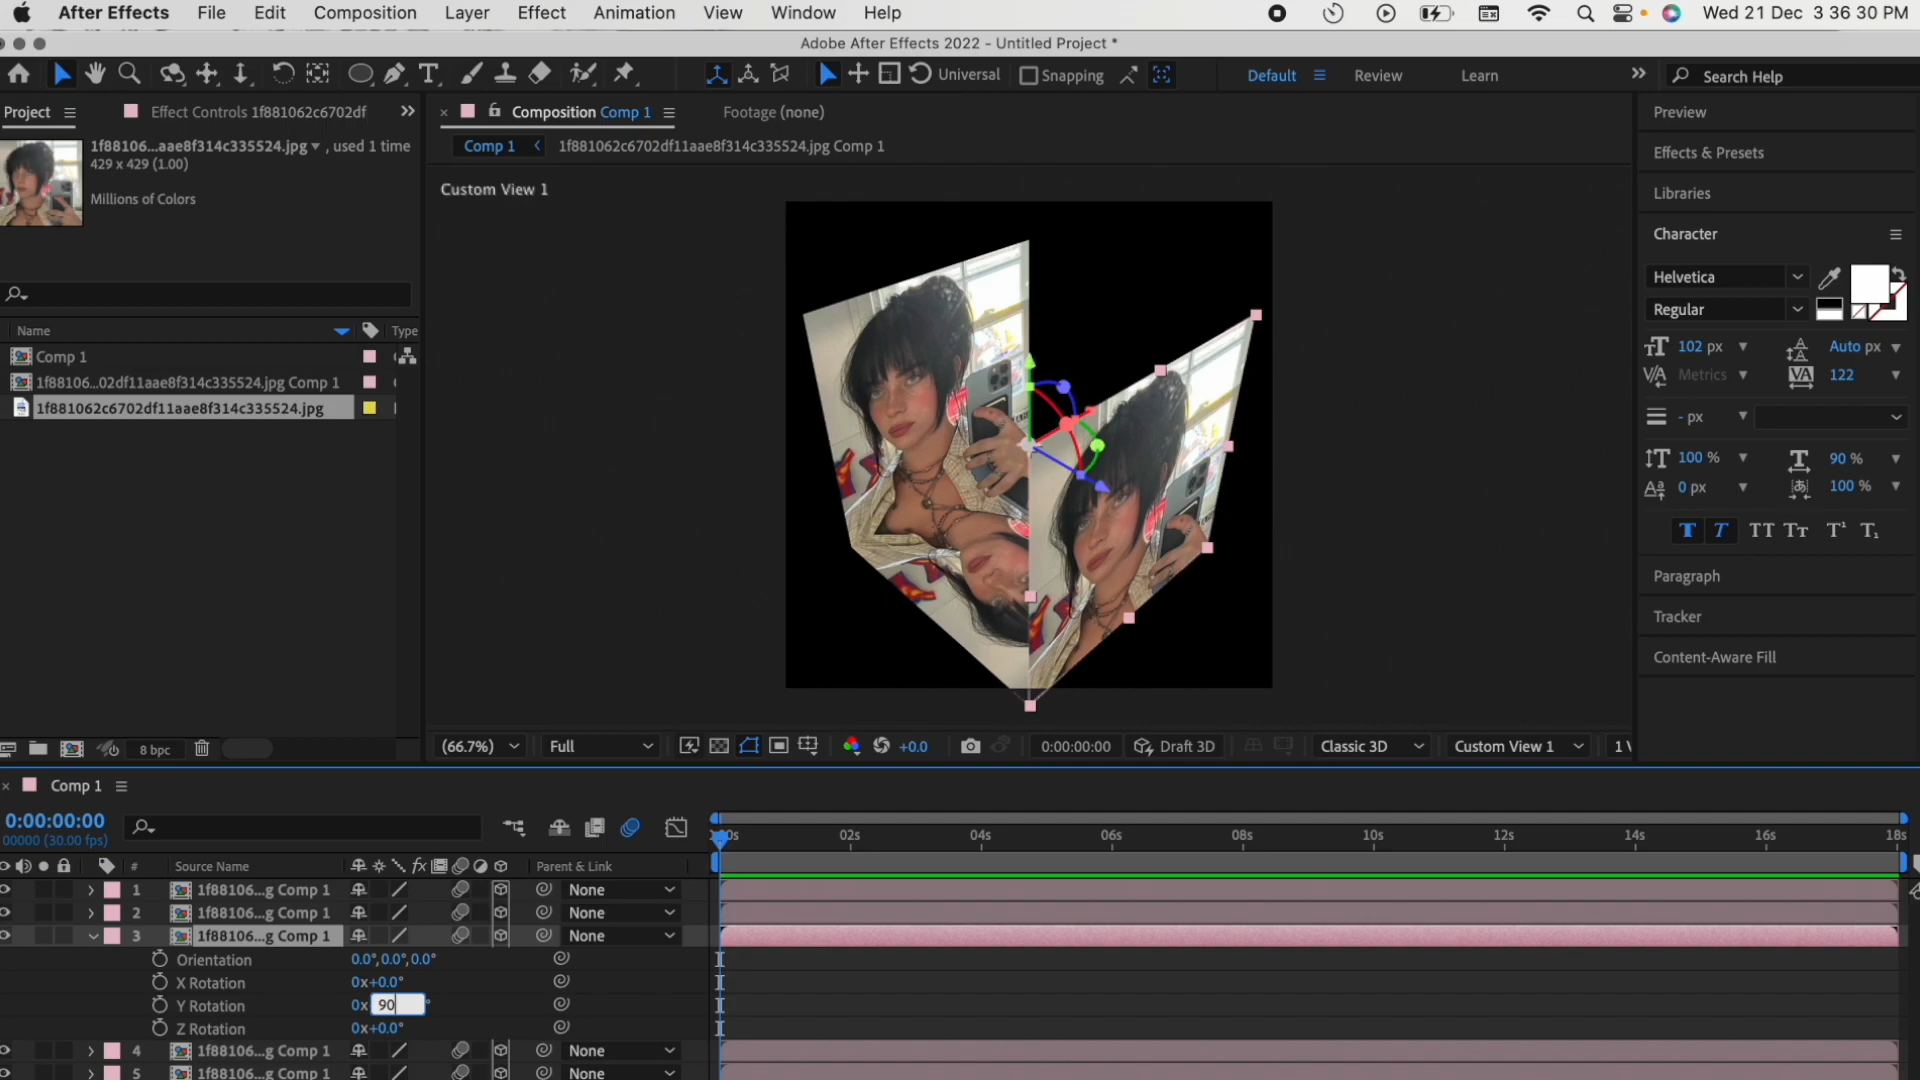 After Effects File Edit Composition Layer Effect Animation View Window Help Wed 21 Dec 3 36 30 PM
Adobe After Effects 2022 - Untitled Project *
T Universal Snapping Default Review Learn Search Help
Project Effect Controls 1f881062c6702df Composition Comp 1 Footage (none) Preview
1f88106...aae8f314c335524.jpg , used 1 time
429 x 429 (1.00)
Millions of Colors
Comp 1 1f881062c6702df11aae8f314c335524.jpg Comp 1
Custom View 1
Effects & Presets
Libraries
Character
Helvetica
Regular
102 px Auto px
Metrics 122
- px
100 % 90 %
0 px 100 %
T T TT Tт T¹ T₁
Paragraph
Tracker
Content-Aware Fill
Name Type
Comp 1
1f88106...02df11aae8f314c335524.jpg Comp 1
1f881062c6702df11aae8f314c335524.jpg
8 bpc
(66.7%) Full +0.0 0:00:00:00 Draft 3D Classic 3D Custom View 1 1 V
Comp 1
0:00:00:00
00000 (30.00 fps)
02s 04s 06s 08s 10s 12s 14s 16s 18s
# Source Name fx Parent & Link
1 1f88106...g Comp 1 None
2 1f88106...g Comp 1 None
3 1f88106...g Comp 1 None
Orientation 0.0°,0.0°,0.0°
X Rotation 0x+0.0°
Y Rotation 0x 90 °
Z Rotation 0x+0.0°
4 1f88106...g Comp 1 None
5 1f88106...g Comp 1 None